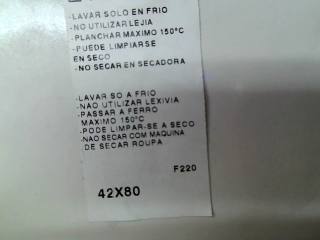 -LAVAR SOLO EN FRIO
-NO UTILIZAR LEJIA
-PLANCHAR MAXIMO 150°C
-PUEDE LIMPIARSE
EN SECO
-NO SECAR EN SECADORA
-LAVAR SO A FRIO
-NAO UTILIZAR LEXIVIA
-PASSAR A FERRO
MAXIMO 150°C
-PODE LIMPAR-SE A SECO
-NAO SECAR COM MAQUINA
DE SECAR ROUPA
F220
42X80